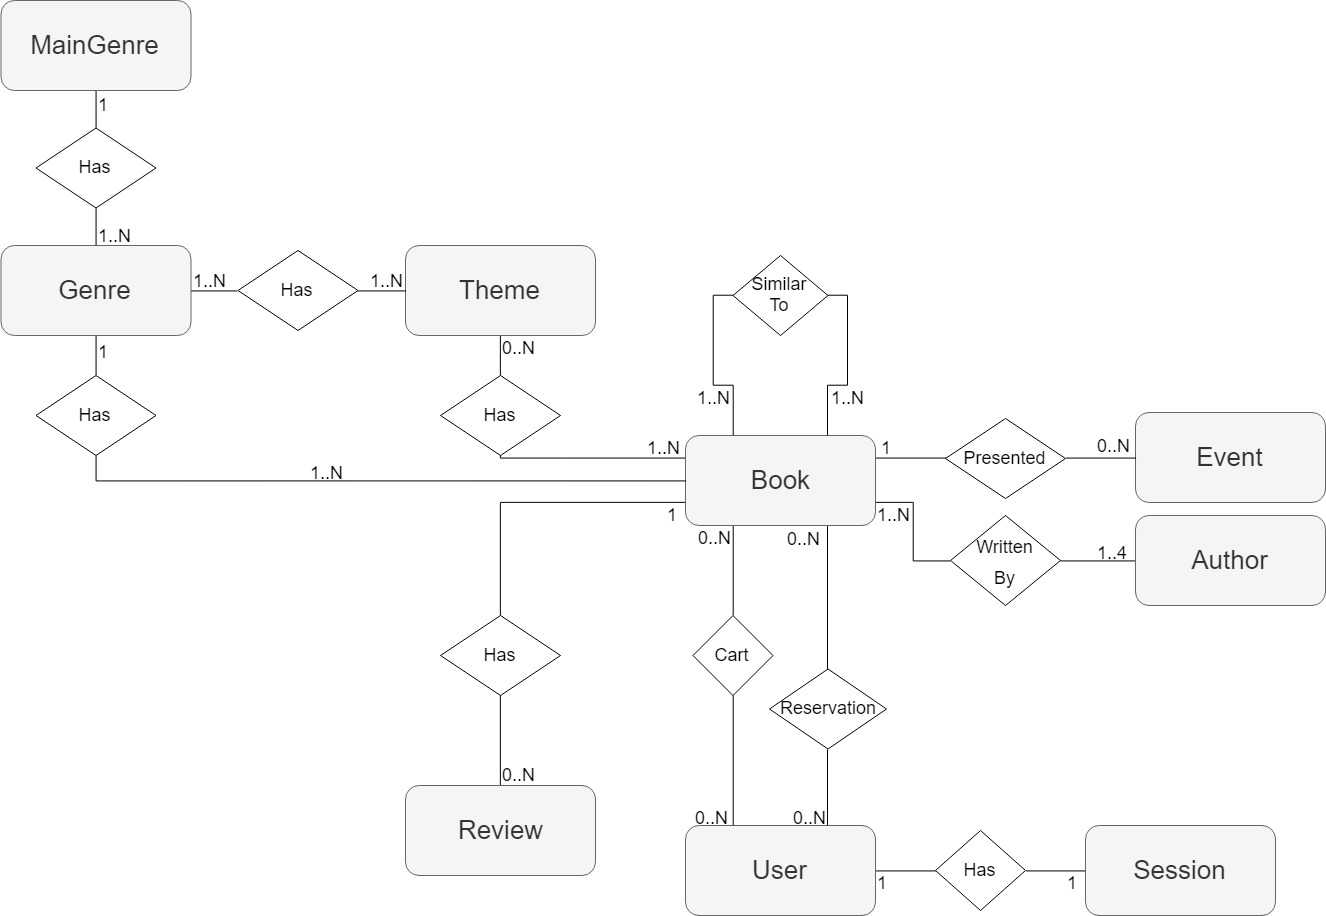 MainGenre
1
Has
1..N
Genre
1..N
Has
1..N
Theme
1
Has
1..N
0..N
Has
1..N
Similar
To
1..N
1..N
Book
1
Presented
0..N
Event
1..N
Written
By
1..4
Author
1
Has
0..N
Review
0..N
Cart
0..N
0..N
Reservation
0..N
User
1
Has
1
Session